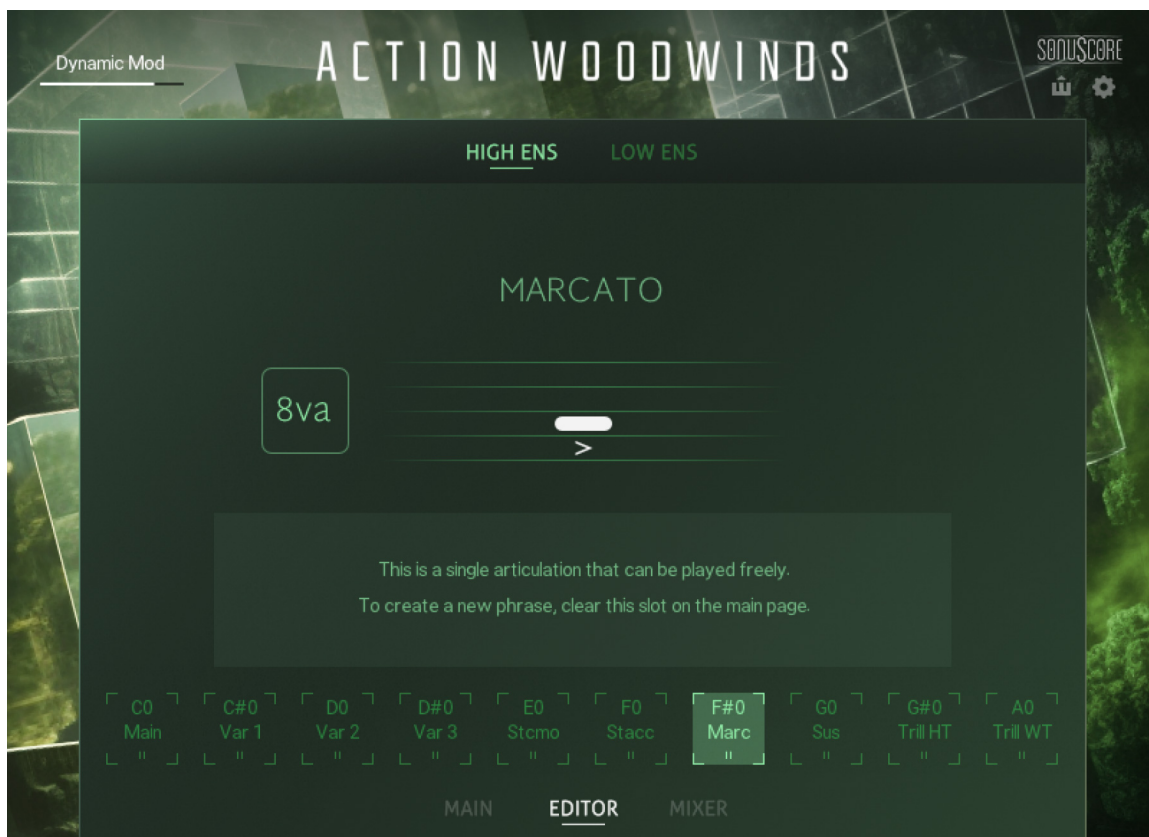 Dynamic Mod
ACTION WOODWINDS
SONUSCORE
HIGH ENS LOW ENS
MARCATO
8va
>
This is a single articulation that can be played freely.
To create a new phrase, clear this slot on the main page.
C0 C#0 D0 D#0 E0 F0 F#0 G0 G#0 A0
Main Var 1 Var 2 Var 3 Stcmo Stacc Marc Sus Trill HT Trill WT
MAIN EDITOR MIXER